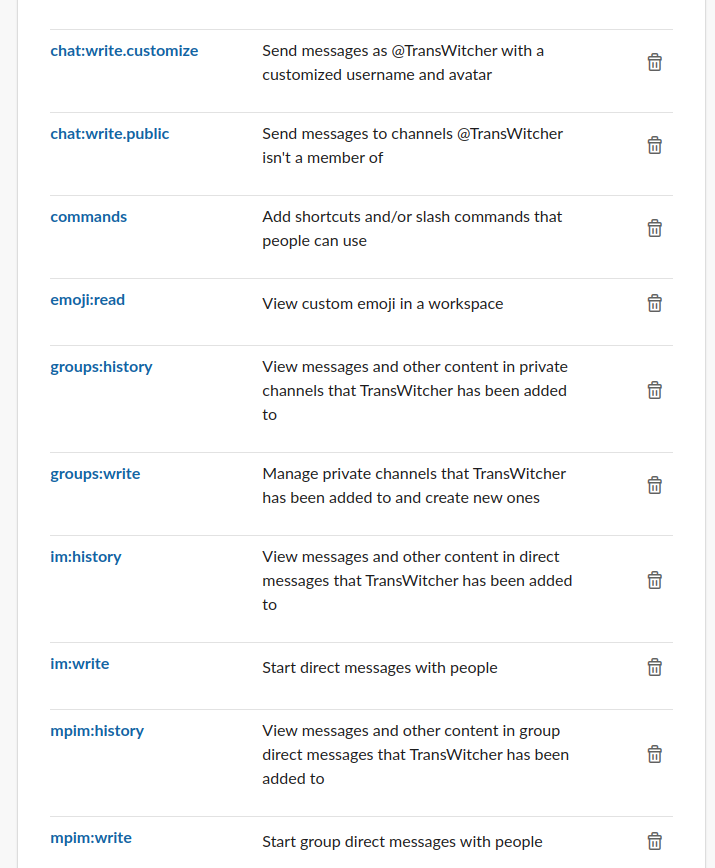 chat:write.customize
Send messages as @TransWitcher with a
customized username and avatar
chat:write.public
Send messages to channels @TransWitcher
isn't a member of
commands
Add shortcuts and/or slash commands that
people can use
emoji:read
View custom emoji in a workspace
groups:history
View messages and other content in private
channels that TransWitcher has been added
to
groups:write
Manage private channels that TransWitcher
has been added to and create new ones
im:history
View messages and other content in direct
messages that TransWitcher has been added
to
im:write
Start direct messages with people
mpim:history
View messages and other content in group
direct messages that TransWitcher has been
added to
mpim:write
Start group direct messages with people